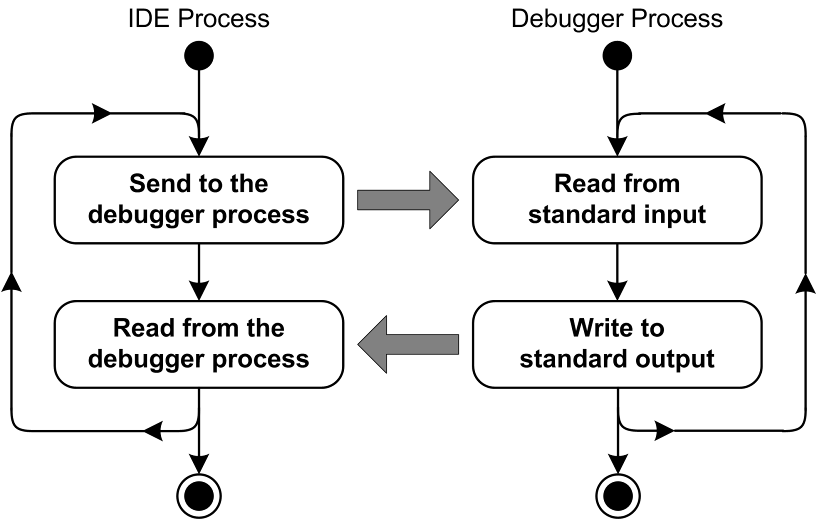 IDE Process
Debugger Process
Send to the
debugger process
Read from
standard input
Read from the
debugger process
Write to
standard output